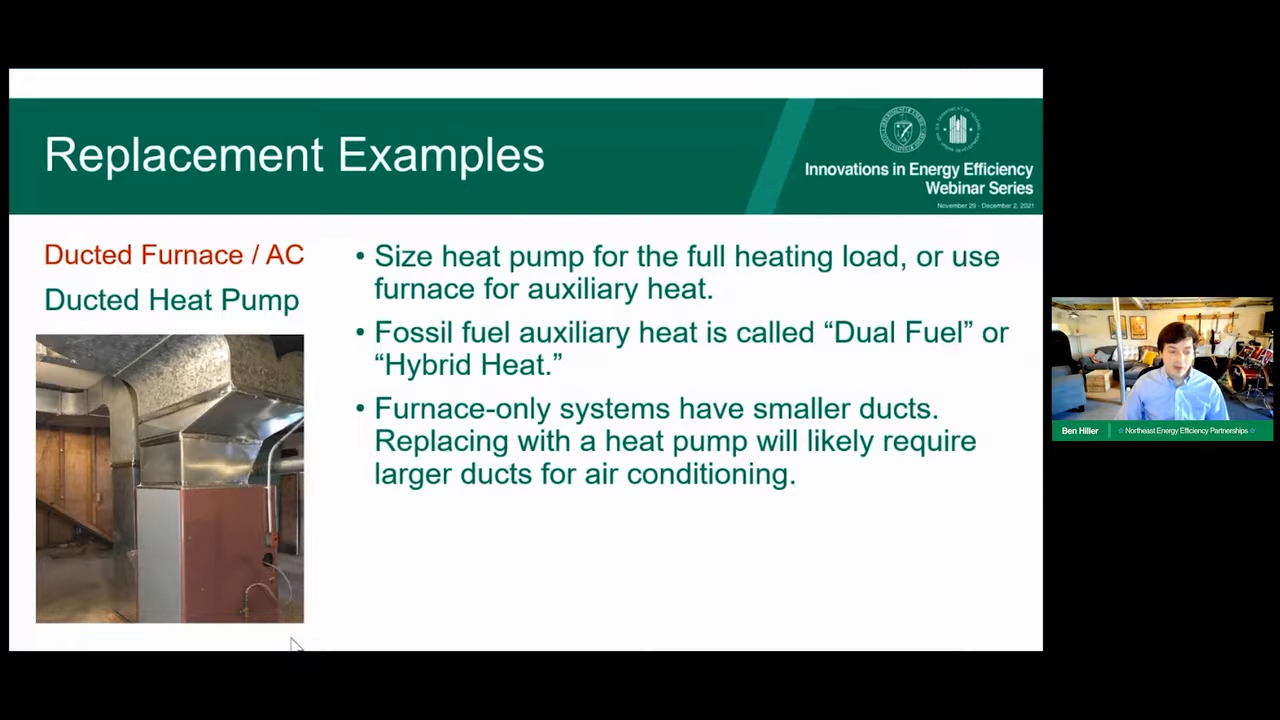 Replacement Examples
Innovations in Energy Efficiency
Webinar Series
November 29 - December 2, 2021
Ducted Furnace / AC
Ducted Heat Pump
• Size heat pump for the full heating load, or use
furnace for auxiliary heat.
• Fossil fuel auxiliary heat is called “Dual Fuel” or
“Hybrid Heat.”
• Furnace-only systems have smaller ducts.
Replacing with a heat pump will likely require
larger ducts for air conditioning.
Ben Hiller
Northeast Energy Efficiency Partnerships